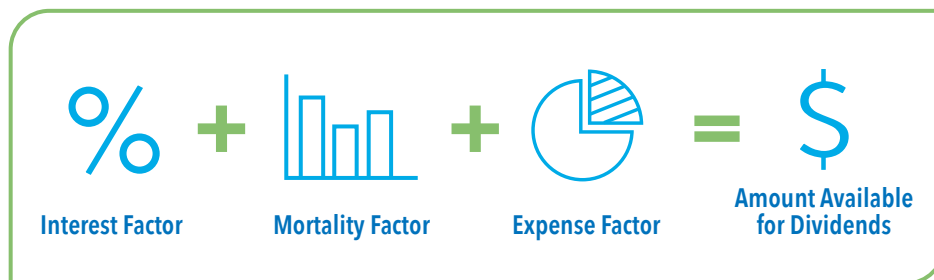 % + + = $
Interest Factor
Mortality Factor
Expense Factor
Amount Available
for Dividends